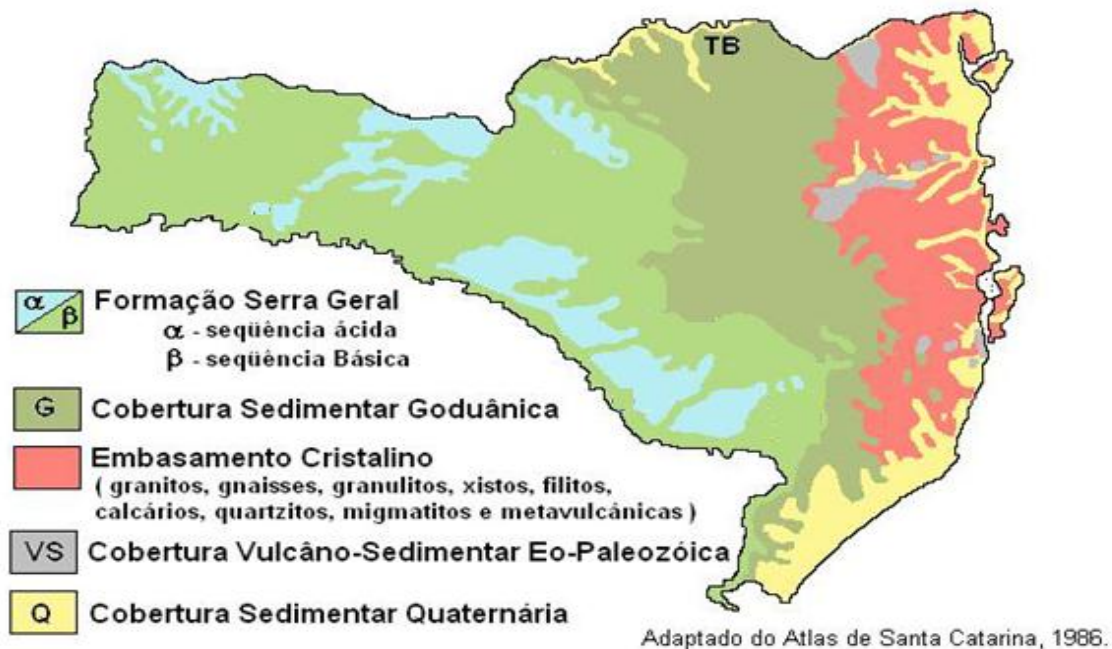 TB
α
β
Formação Serra Geral
α - seqüência ácida
β - seqüência Básica
G
Cobertura Sedimentar Goduânica
Embasamento Cristalino
( granitos, gnaisses, granulitos, xistos, filitos,
calcários, quartzitos, migmatitos e metavulcánicas )
VS
Cobertura Vulcâno-Sedimentar Eo-Paleozóica
Q
Cobertura Sedimentar Quaternária
Adaptado do Atlas de Santa Catarina, 1986.